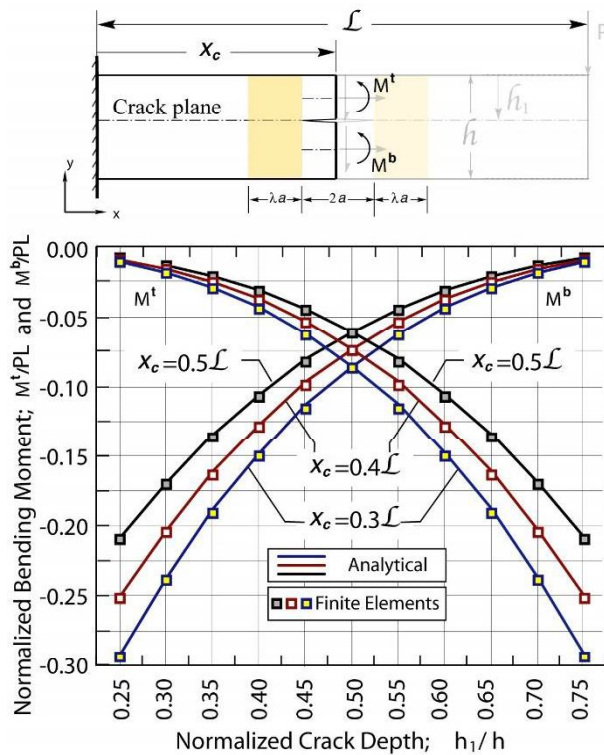 ℒ
X_c
P
Crack plane
M^t
M^b
h_1
h
y
x
λa
2a
λa
Normalized Bending Moment; M^t/PL and M^b/PL
0.00
-0.05
-0.10
-0.15
-0.20
-0.25
-0.30
M^t
M^b
X_c=0.5ℒ
X_c=0.5ℒ
X_c=0.4ℒ
X_c=0.3ℒ
Analytical
Finite Elements
0.25
0.30
0.35
0.40
0.45
0.50
0.55
0.60
0.65
0.70
0.75
Normalized Crack Depth; h_1/ h